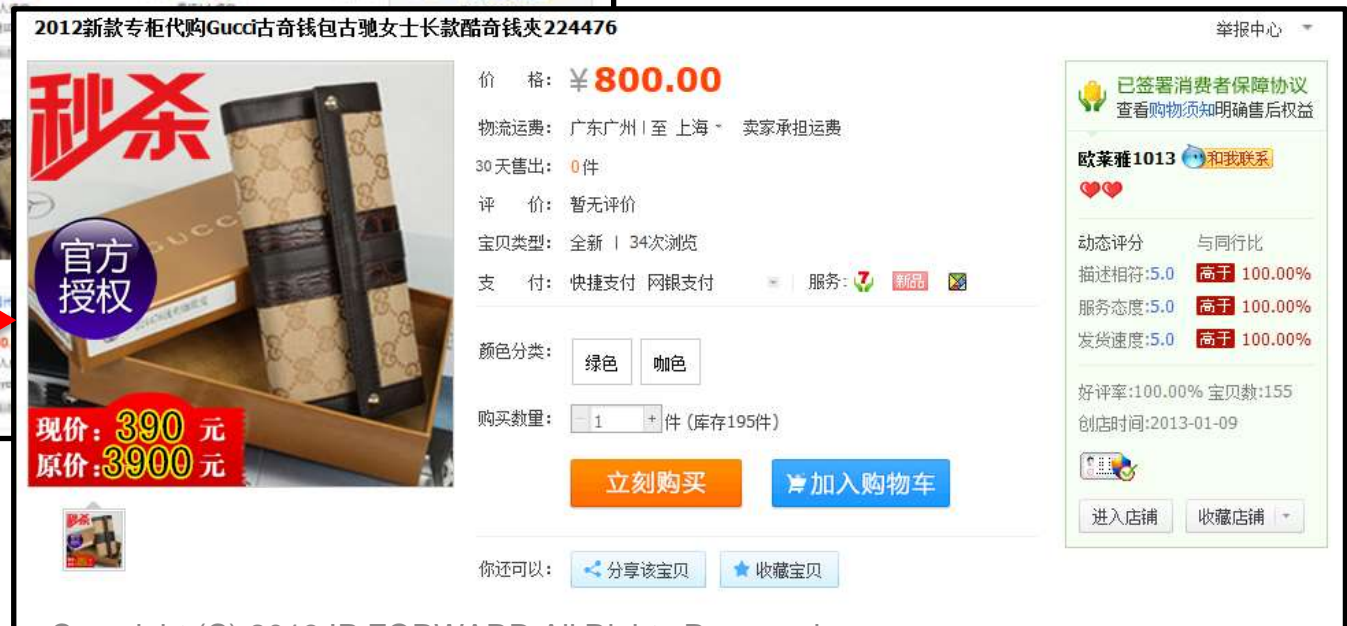 2012新款专柜代购Gucci古奇钱包古驰女士长款酷奇钱夹224476
举报中心
秒杀
GUCCI
官方
授权
现价：390 元
原价：3900 元
价 格： ¥800.00
物流运费： 广东广州 | 至 上海 卖家承担运费
30天售出： 0件
评 价： 暂无评价
宝贝类型： 全新 | 34次浏览
支 付： 快捷支付 网银支付 服务： 7 新品
颜色分类： 绿色 咖色
购买数量： - 1 + 件 (库存195件)
立刻购买 加入购物车
你还可以： 分享该宝贝 收藏宝贝
已签署消费者保障协议
查看购物须知明确售后权益
欧莱雅1013 和我联系
动态评分 与同行比
描述相符:5.0 高于 100.00%
服务态度:5.0 高于 100.00%
发货速度:5.0 高于 100.00%
好评率:100.00% 宝贝数:155
创店时间:2013-01-09
进入店铺 收藏店铺